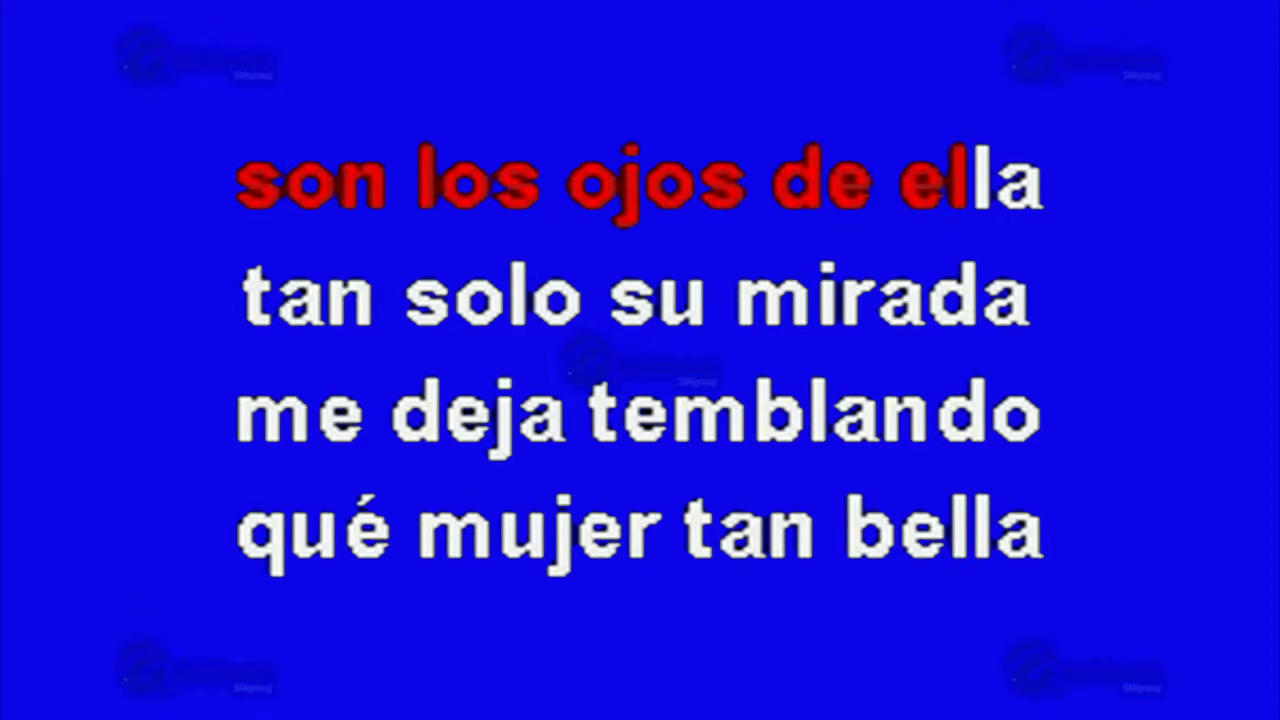 son los ojos de ella
tan solo su mirada
me deja temblando
qué mujer tan bella